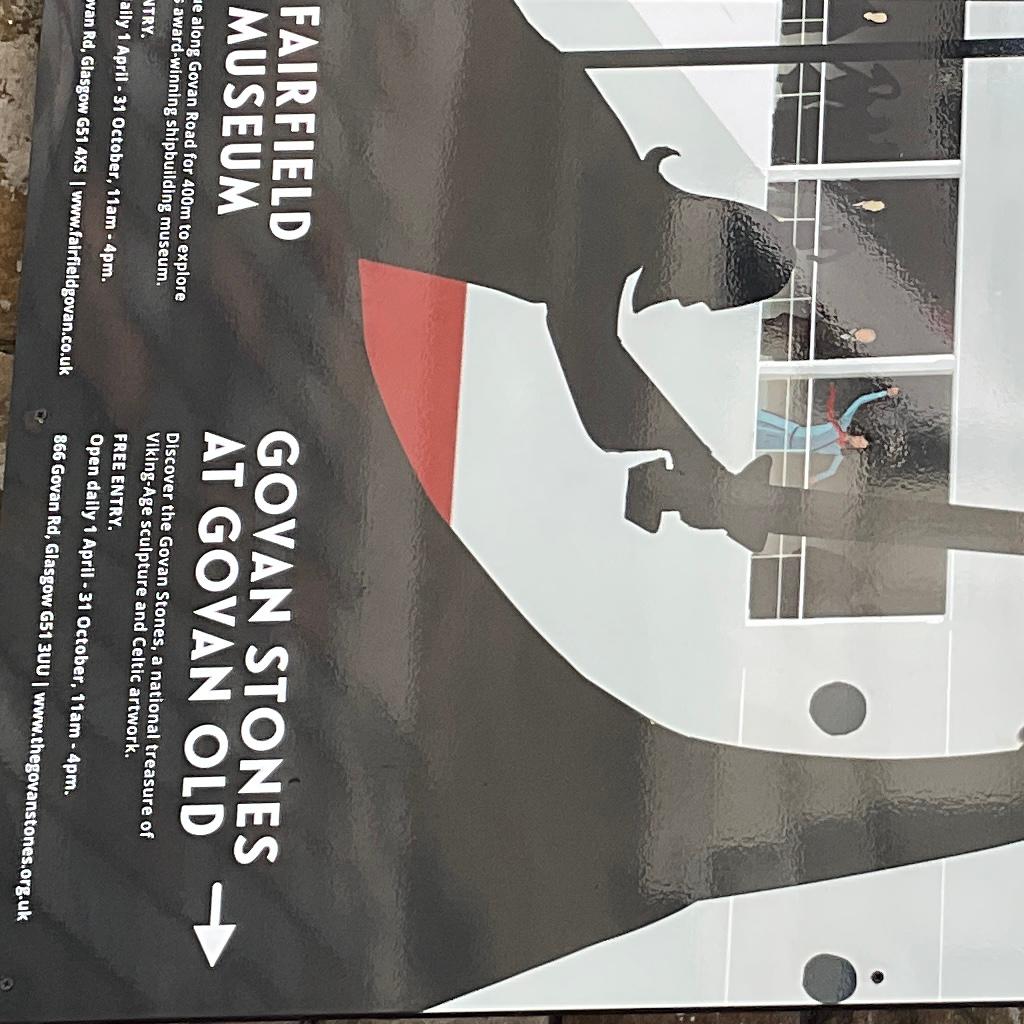 FAIRFIELD
MUSEUM
along Govan Road for 400m to explore
award-winning shipbuilding museum.
1 April - 31 October, 11am - 4pm.
Rd, Glasgow G51 4XS | www.fairfieldgovan.co.uk
GOVAN STONES
AT GOVAN OLD
Discover the Govan Stones, a national treasure of
Viking-Age sculpture and Celtic artwork.
FREE ENTRY.
Open daily 1 April - 31 October, 11am - 4pm.
866 Govan Rd, Glasgow G51 3UU | www.thegovanstones.org.uk